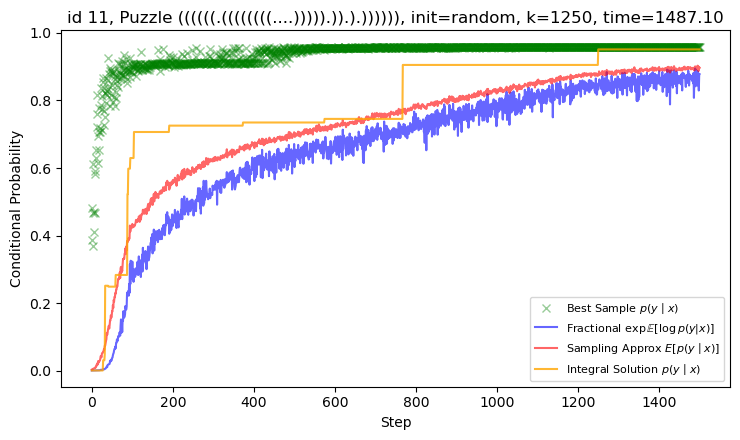 id 11, Puzzle ((((((.((((((((....))))).)).).)))))), init=random, k=1250, time=1487.10
Conditional Probability
1.0
0.8
0.6
0.4
0.2
0.0
Best Sample p(y | x)
Fractional exp𝔼[log p(y|x)]
Sampling Approx E[p(y | x)]
Integral Solution p(y | x)
0 200 400 600 800 1000 1200 1400
Step